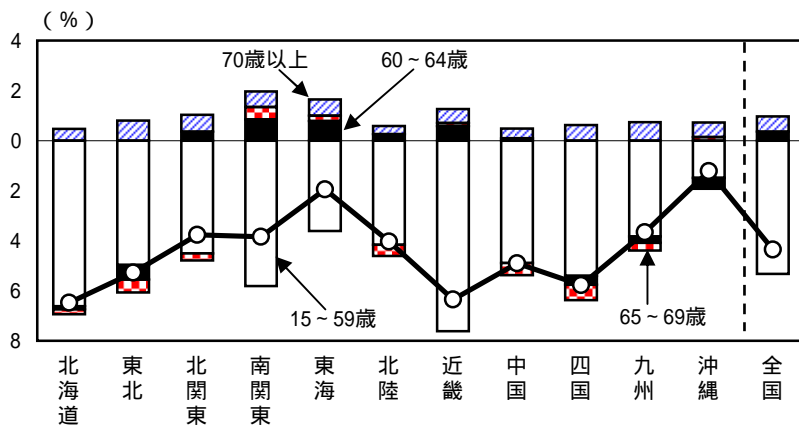 (％)
4
2
0
2
4
6
8
70歳以上
60～64歳
15～59歳
65～69歳
北海道
東北
北関東
南関東
東海
北陸
近畿
中国
四国
九州
沖縄
全国